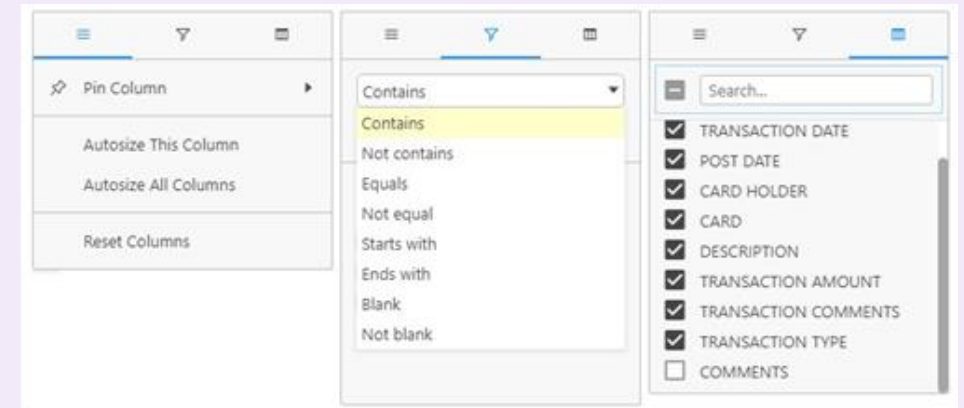 Pin Column
Autosize This Column
Autosize All Columns
Reset Columns
Contains
Contains
Not contains
Equals
Not equal
Starts with
Ends with
Blank
Not blank
Search...
TRANSACTION DATE
POST DATE
CARD HOLDER
CARD
DESCRIPTION
TRANSACTION AMOUNT
TRANSACTION COMMENTS
TRANSACTION TYPE
COMMENTS